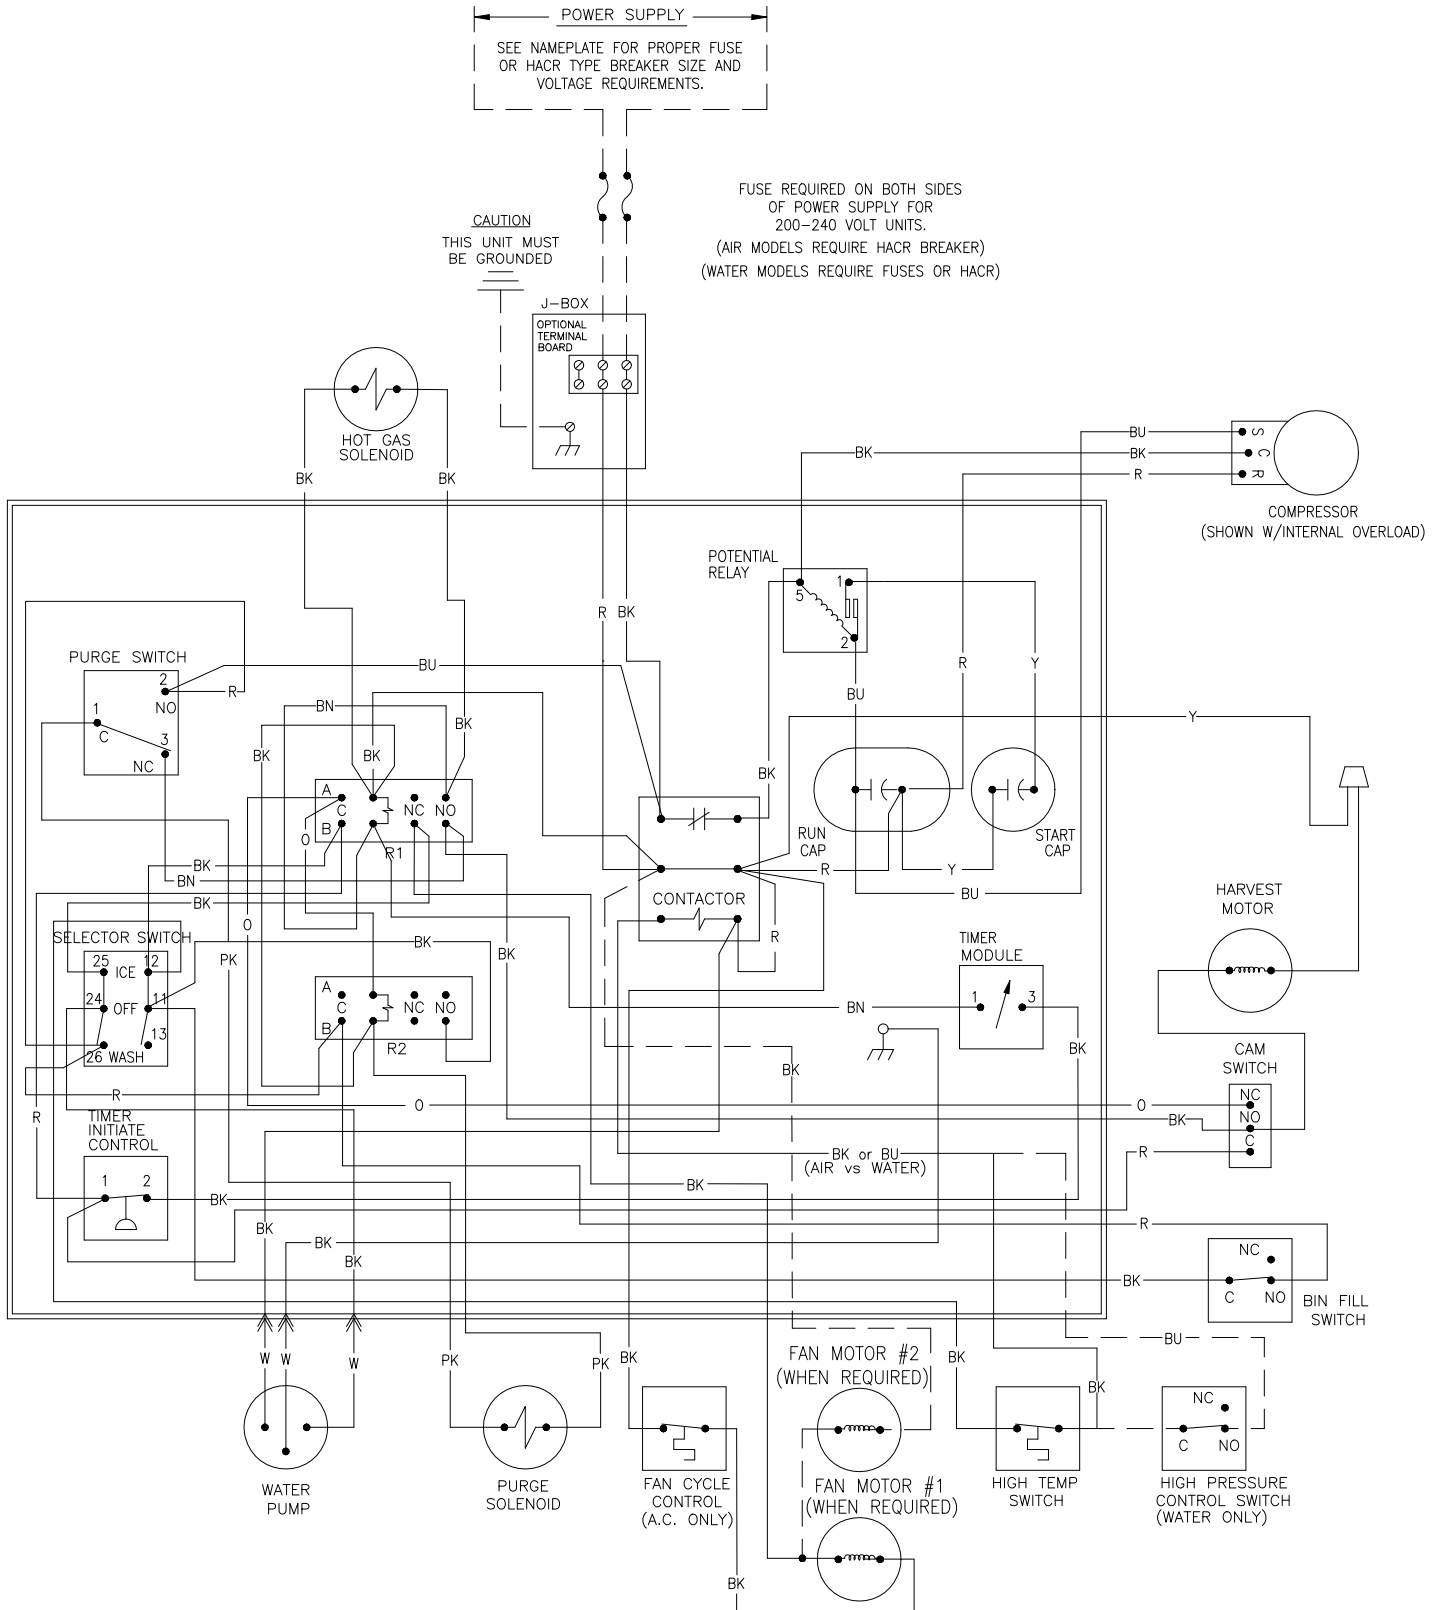 POWER SUPPLY
SEE NAMEPLATE FOR PROPER FUSE
OR HACR TYPE BREAKER SIZE AND
VOLTAGE REQUIREMENTS.
FUSE REQUIRED ON BOTH SIDES
OF POWER SUPPLY FOR
200-240 VOLT UNITS.
(AIR MODELS REQUIRE HACR BREAKER)
(WATER MODELS REQUIRE FUSES OR HACR)
CAUTION
THIS UNIT MUST
BE GROUNDED
J-BOX
OPTIONAL
TERMINAL
BOARD
HOT GAS
SOLENOID
BK
BK
BU
BK
R
S
C
R
COMPRESSOR
(SHOWN W/INTERNAL OVERLOAD)
POTENTIAL
RELAY
5
1
2
R BK
R
Y
BU
PURGE SWITCH
2
NO
1
C
3
NC
R
BU
BN
BK
BK
BK
Y
BK
A
C
NC
NO
B
R1
O
RUN
CAP
START
CAP
R
Y
BU
BK
BN
BK
O
CONTACTOR
R
HARVEST
MOTOR
SELECTOR SWITCH
25
ICE
12
24
OFF
11
13
26 WASH
PK
BK
BK
A
C
NC
NO
B
R2
TIMER
MODULE
1
3
BN
BK
BK
CAM
SWITCH
NC
NO
C
R
R
O
O
BK
R
TIMER
INITIATE
CONTROL
1
2
BK or BU
(AIR vs WATER)
BK
BK
BK
BK
BK
R
BK
NC
C
NO
BIN FILL
SWITCH
W
W
W
WATER
PUMP
PK
PK
PURGE
SOLENOID
BK
FAN CYCLE
CONTROL
(A.C. ONLY)
BK
FAN MOTOR #2
(WHEN REQUIRED)
FAN MOTOR #1
(WHEN REQUIRED)
BK
HIGH TEMP
SWITCH
BK
BU
NC
C
NO
HIGH PRESSURE
CONTROL SWITCH
(WATER ONLY)